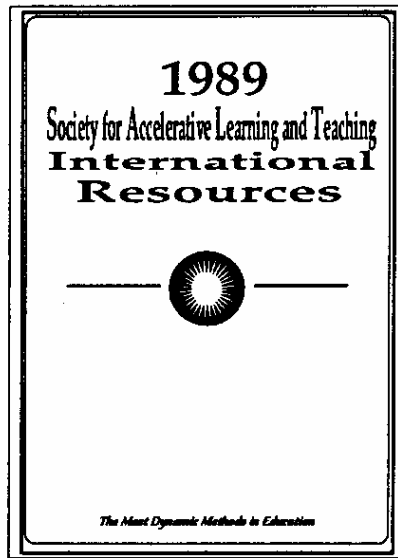 1989
Society for Accelerative Learning and Teaching
International
Resources
The Most Dynamic Methods in Education